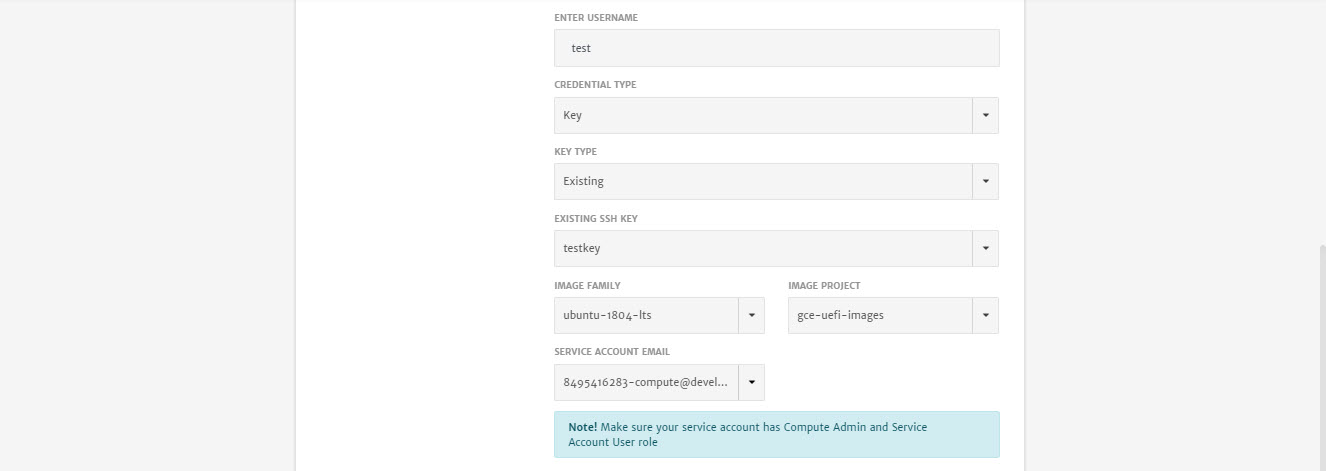 ENTER USERNAME
test
CREDENTIAL TYPE
Key
KEY TYPE
Existing
EXISTING SSH KEY
testkey
IMAGE FAMILY IMAGE PROJECT
ubuntu-1804-lts gce-uefi-images
SERVICE ACCOUNT EMAIL
8495416283-compute@devel...
Note! Make sure your service account has Compute Admin and Service
Account User role